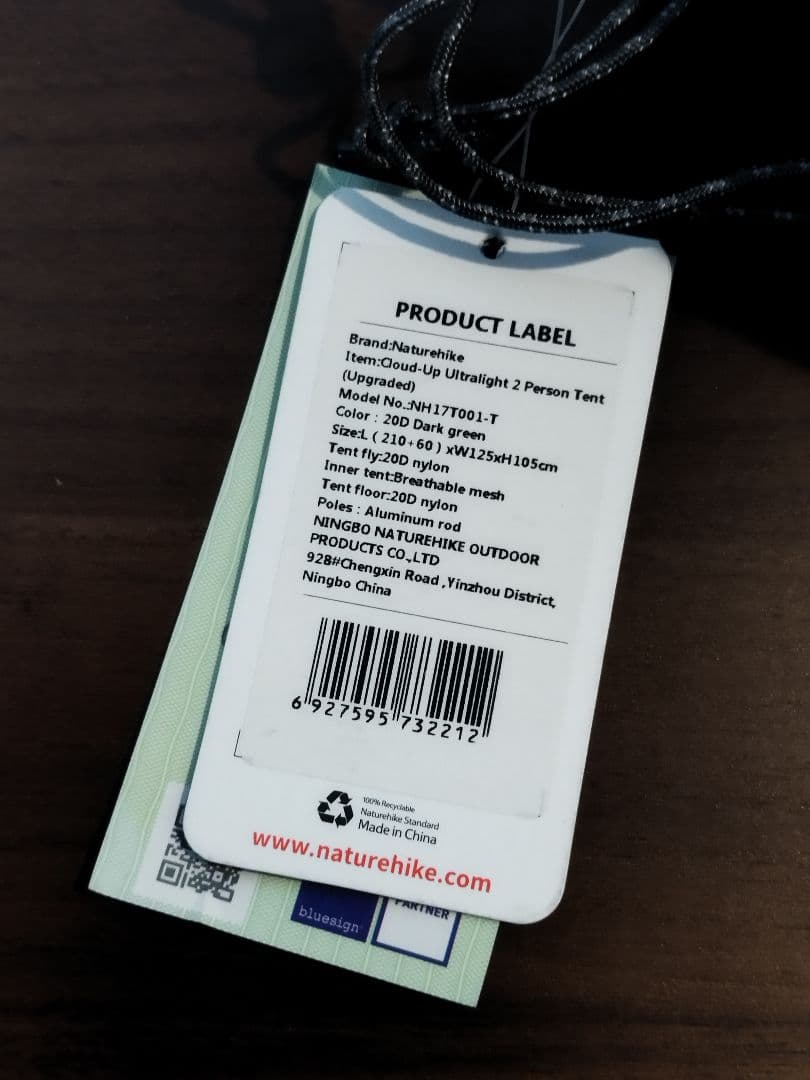 PRODUCT LABEL
Brand:Naturehike
Item:Cloud-Up Ultralight 2 Person Tent
(Upgraded)
Model No.:NH17T001-T
Color : 20D Dark green
Size:L ( 210+60 ) xW125xH105cm
Tent fly:20D nylon
Inner tent:Breathable mesh
Tent floor:20D nylon
Poles : Aluminum rod
NINGBO NATUREHIKE OUTDOOR
PRODUCTS CO.,LTD
928#Chengxin Road ,Yinzhou District,
Ningbo China
6 927595 732212
100% Recyclable
Naturehike Standard
Made in China
www.naturehike.com
bluesign
PARTNER